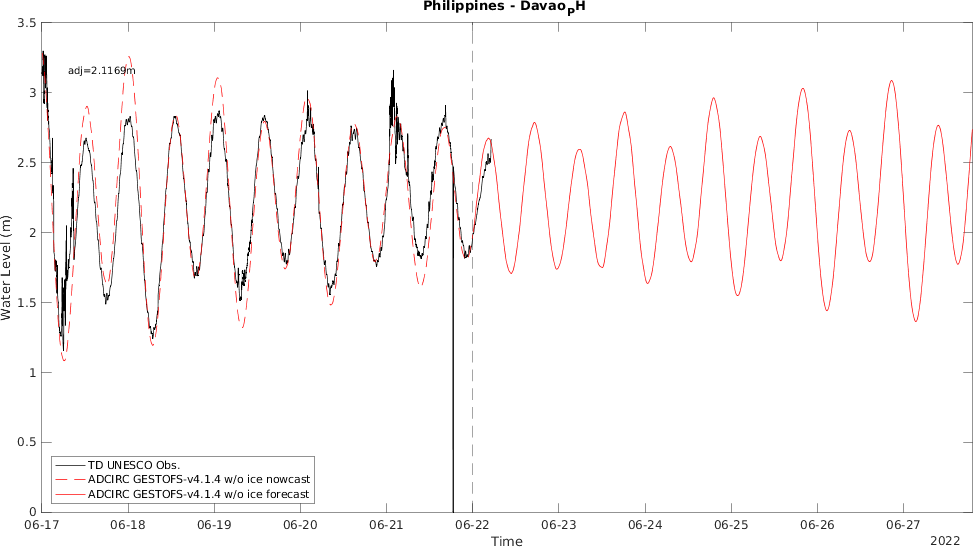 Philippines - DavaopH
3.5
3
2.5
2
1.5
1
0.5
0
Water Level (m)
adj=2.1169m
TD UNESCO Obs.
ADCIRC GESTOFS-v4.1.4 w/o ice nowcast
ADCIRC GESTOFS-v4.1.4 w/o ice forecast
06-17 06-18 06-19 06-20 06-21 06-22 06-23 06-24 06-25 06-26 06-27
Time
2022